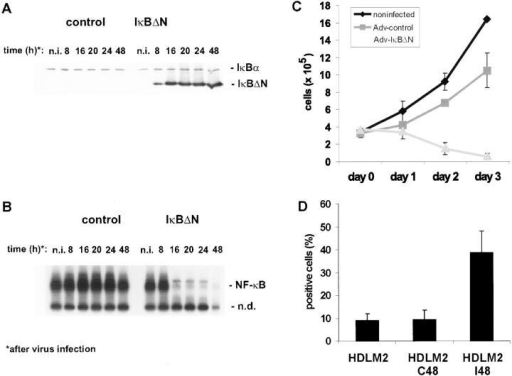 A
control
IκBΔN
time (h)*: n.i. 8 16 20 24 48 n.i. 8 16 20 24 48
- IκBα
- IκBΔN
B
control
IκBΔN
time (h)*: n.i. 8 16 20 24 48 n.i. 8 16 20 24 48
- NF-κB
- n.d.
*after virus infection
C
noninfected
Adv-control
Adv-IκBΔN
cells (x 10⁵)
18
16
14
12
10
8
6
4
2
0
day 0 day 1 day 2 day 3
D
positive cells (%)
60
50
40
30
20
10
0
HDLM2 HDLM2 HDLM2
C48 I48